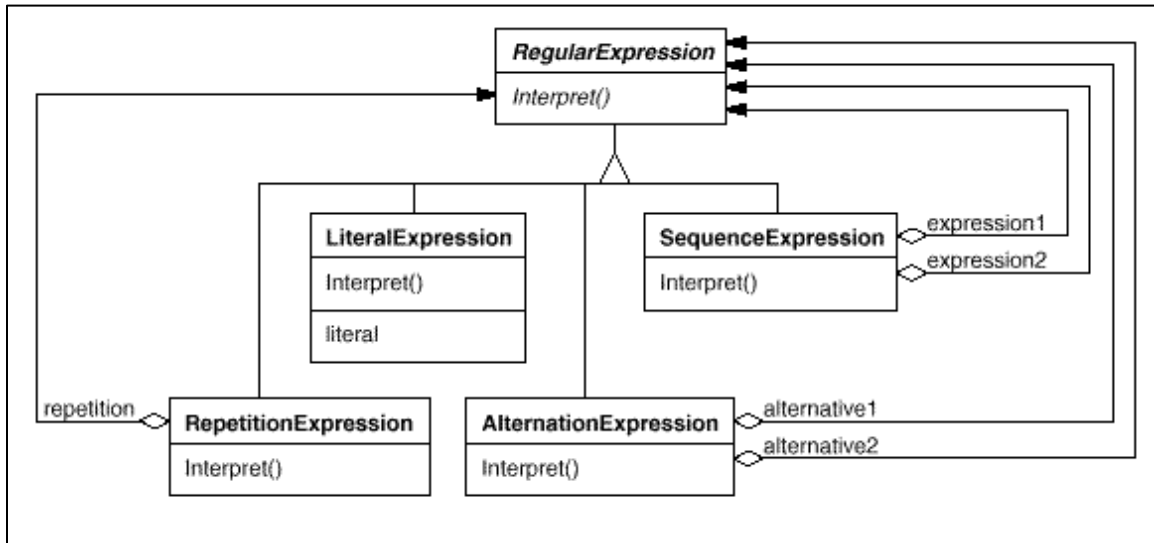 RegularExpression
Interpret()
LiteralExpression
Interpret()
literal
SequenceExpression
Interpret()
expression1
expression2
repetition
RepetitionExpression
Interpret()
AlternationExpression
Interpret()
alternative1
alternative2